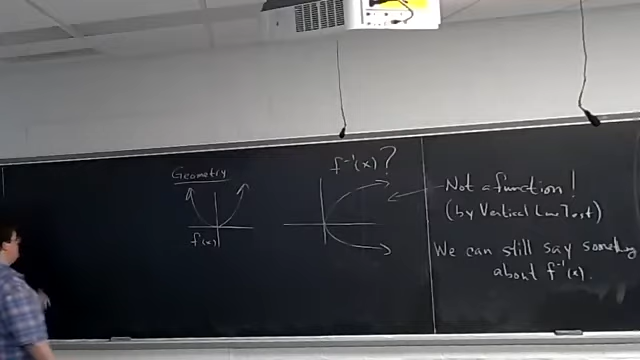 Geometry
f(x)
f⁻¹(x)?
Not a function!
(by Vertical Line Test)
We can still say something
about f⁻¹(x).